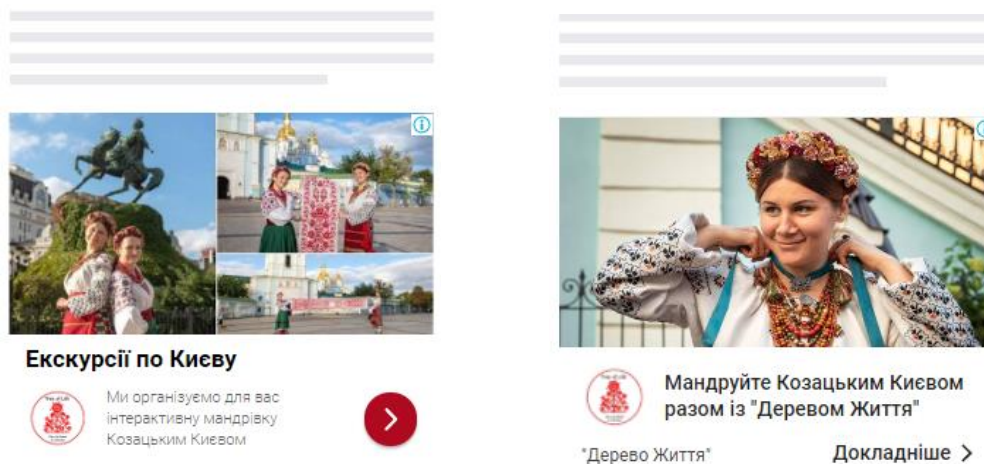 Екскурсії по Києву
Ми організуємо для вас
інтерактивну мандрівку
Козацьким Києвом
Мандруйте Козацьким Києвом
разом із "Деревом Життя"
"Дерево Життя"
Докладніше